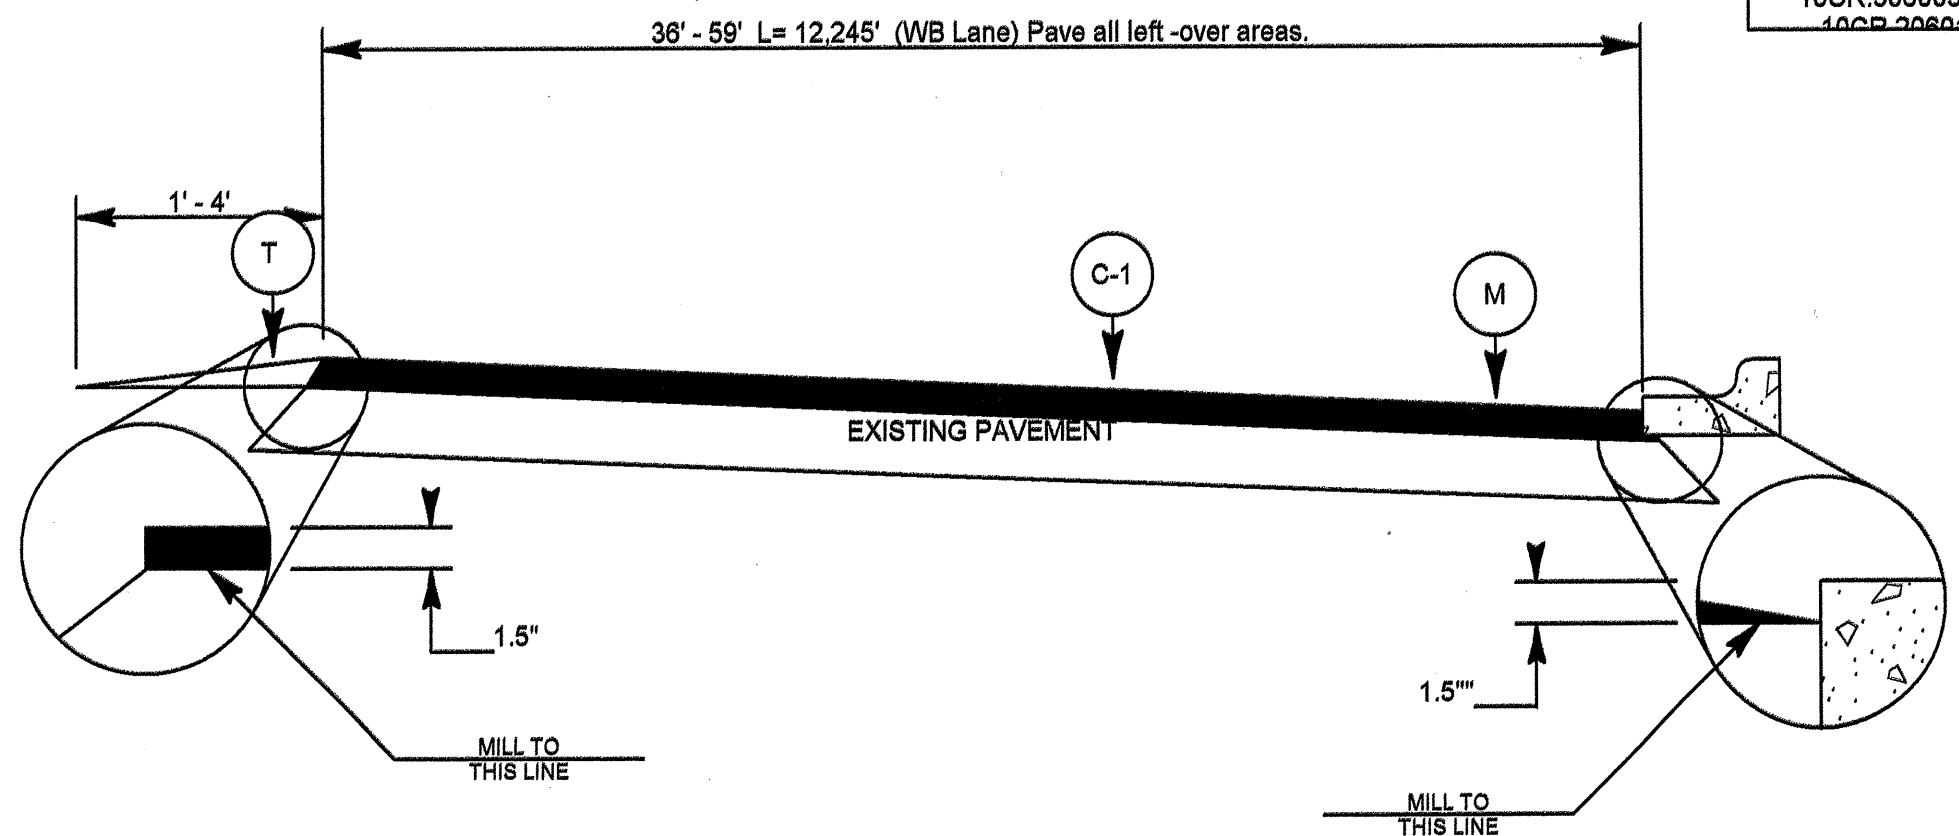 36' - 59' L= 12,245' (WB Lane) Pave all left -over areas.
1' - 4'
T
C-1
M
EXISTING PAVEMENT
1.5"
1.5""
MILL TO
THIS LINE
MILL TO
THIS LINE